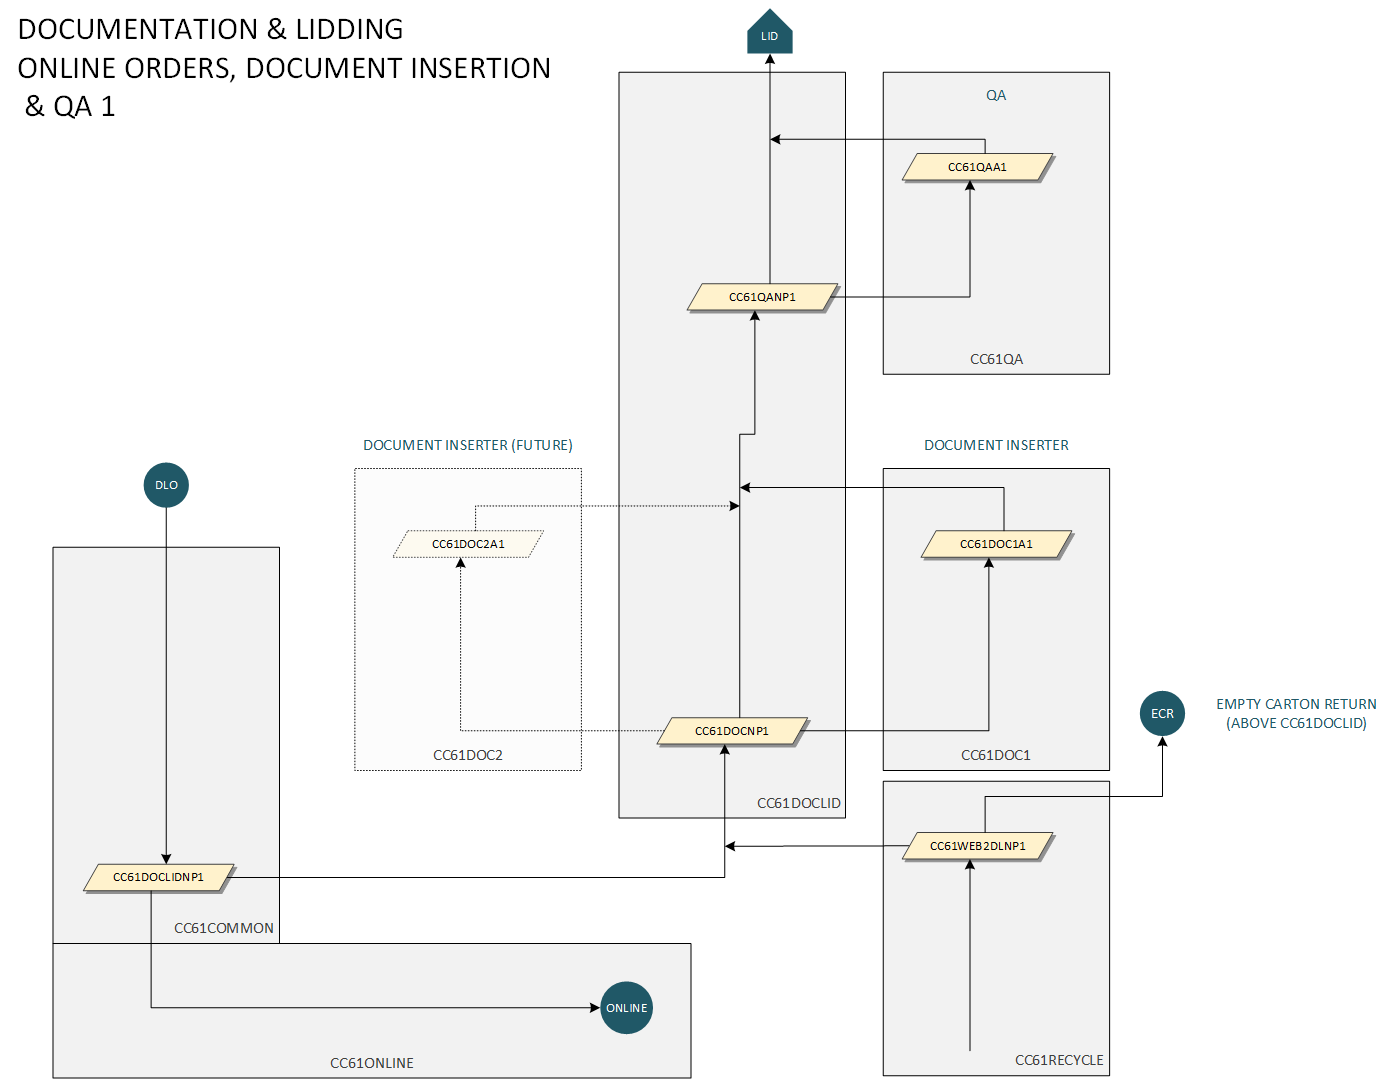 DOCUMENTATION & LIDDING
ONLINE ORDERS, DOCUMENT INSERTION
& QA 1
LID
QA
CC61QAA1
CC61QANP1
CC61QA
DOCUMENT INSERTER (FUTURE)
DOCUMENT INSERTER
DLO
CC61DOC2A1
CC61DOC1A1
ECR
EMPTY CARTON RETURN
(ABOVE CC61DOCLID)
CC61DOCNP1
CC61DOC2
CC61DOC1
CC61DOCLID
CC61WEB2DLNP1
CC61DOCLIDNP1
CC61COMMON
ONLINE
CC61ONLINE
CC61RECYCLE